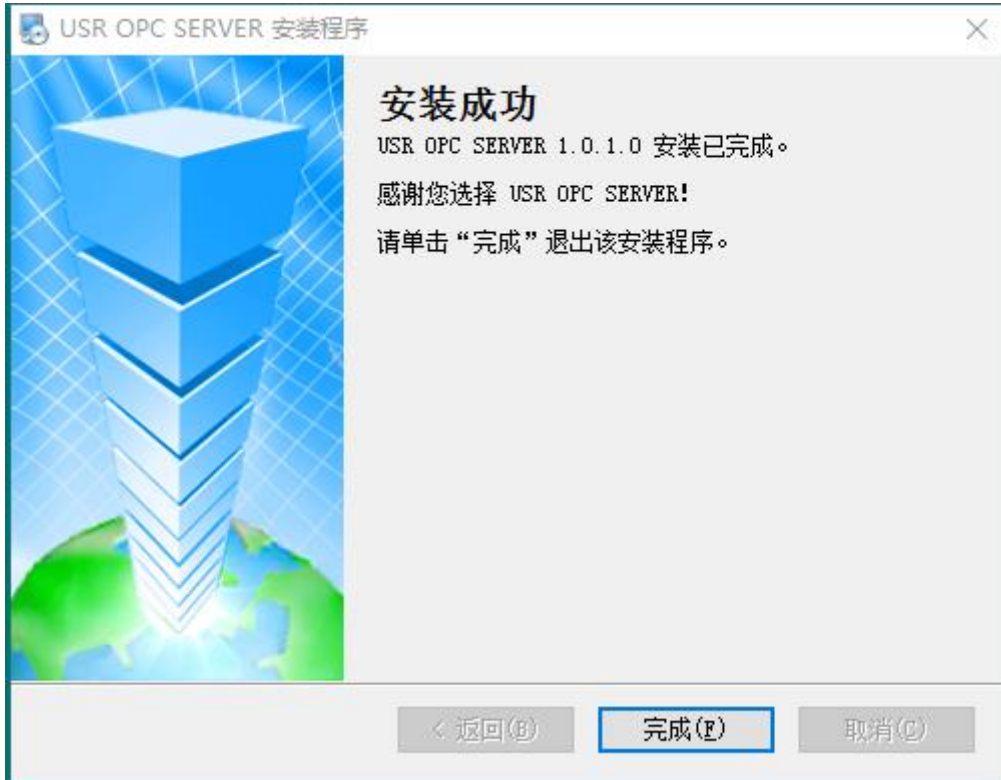 USR OPC SERVER 安装程序
安装成功
USR OPC SERVER 1.0.1.0 安装已完成。
感谢您选择 USR OPC SERVER!
请单击“完成”退出该安装程序。
< 返回(B)
完成(F)
取消(C)